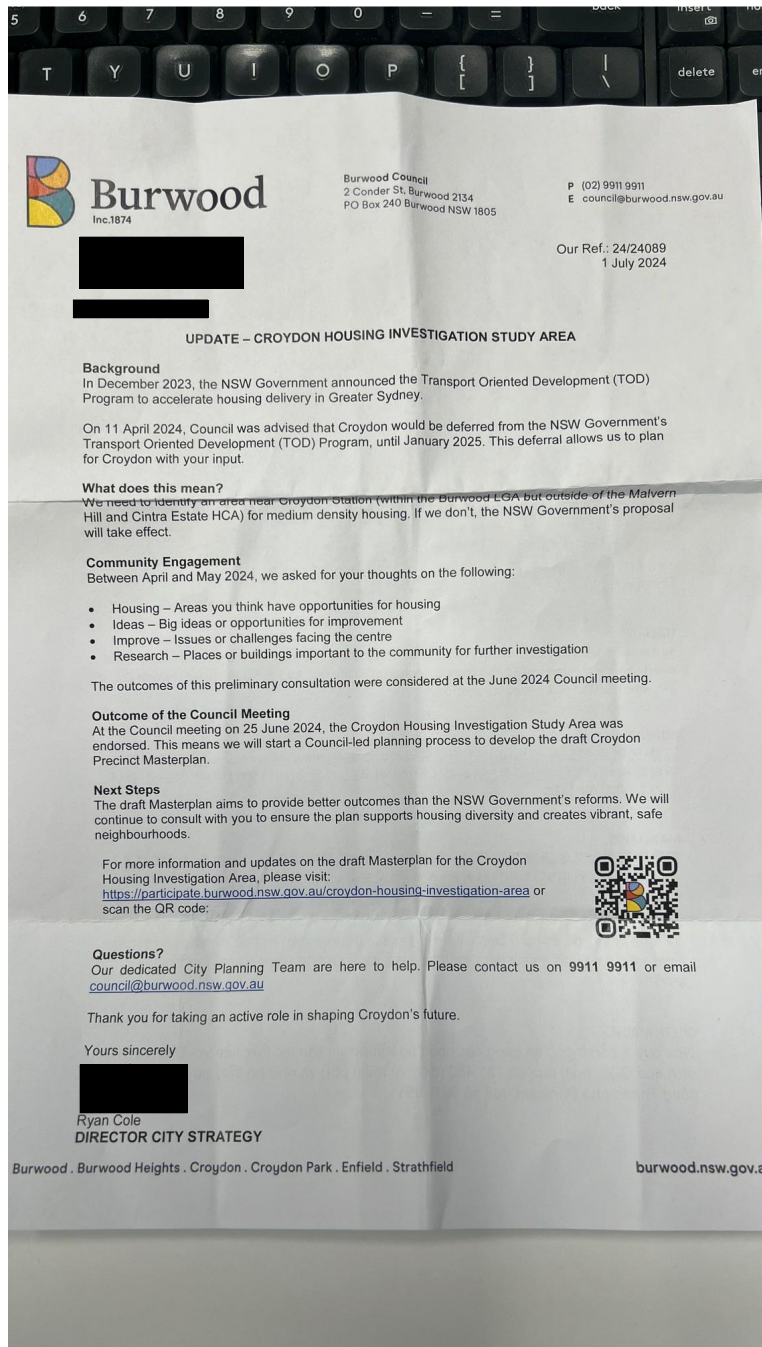 5 6 7 8 9 0 – = back insert
T Y U I O P { [ } ] | \ delete
Burwood
Inc.1874
Burwood Council
2 Conder St, Burwood 2134
PO Box 240 Burwood NSW 1805
P (02) 9911 9911
E council@burwood.nsw.gov.au
Our Ref.: 24/24089
1 July 2024
UPDATE – CROYDON HOUSING INVESTIGATION STUDY AREA
Background
In December 2023, the NSW Government announced the Transport Oriented Development (TOD)
Program to accelerate housing delivery in Greater Sydney.
On 11 April 2024, Council was advised that Croydon would be deferred from the NSW Government's
Transport Oriented Development (TOD) Program, until January 2025. This deferral allows us to plan
for Croydon with your input.
What does this mean?
We need to identify an area near Croydon Station (within the Burwood LGA but outside of the Malvern
Hill and Cintra Estate HCA) for medium density housing. If we don't, the NSW Government's proposal
will take effect.
Community Engagement
Between April and May 2024, we asked for your thoughts on the following:
• Housing – Areas you think have opportunities for housing
• Ideas – Big ideas or opportunities for improvement
• Improve – Issues or challenges facing the centre
• Research – Places or buildings important to the community for further investigation
The outcomes of this preliminary consultation were considered at the June 2024 Council meeting.
Outcome of the Council Meeting
At the Council meeting on 25 June 2024, the Croydon Housing Investigation Study Area was
endorsed. This means we will start a Council-led planning process to develop the draft Croydon
Precinct Masterplan.
Next Steps
The draft Masterplan aims to provide better outcomes than the NSW Government's reforms. We will
continue to consult with you to ensure the plan supports housing diversity and creates vibrant, safe
neighbourhoods.
For more information and updates on the draft Masterplan for the Croydon
Housing Investigation Area, please visit:
https://participate.burwood.nsw.gov.au/croydon-housing-investigation-area or
scan the QR code:
Questions?
Our dedicated City Planning Team are here to help. Please contact us on 9911 9911 or email
council@burwood.nsw.gov.au
Thank you for taking an active role in shaping Croydon's future.
Yours sincerely
Ryan Cole
DIRECTOR CITY STRATEGY
Burwood . Burwood Heights . Croydon . Croydon Park . Enfield . Strathfield
burwood.nsw.gov.a